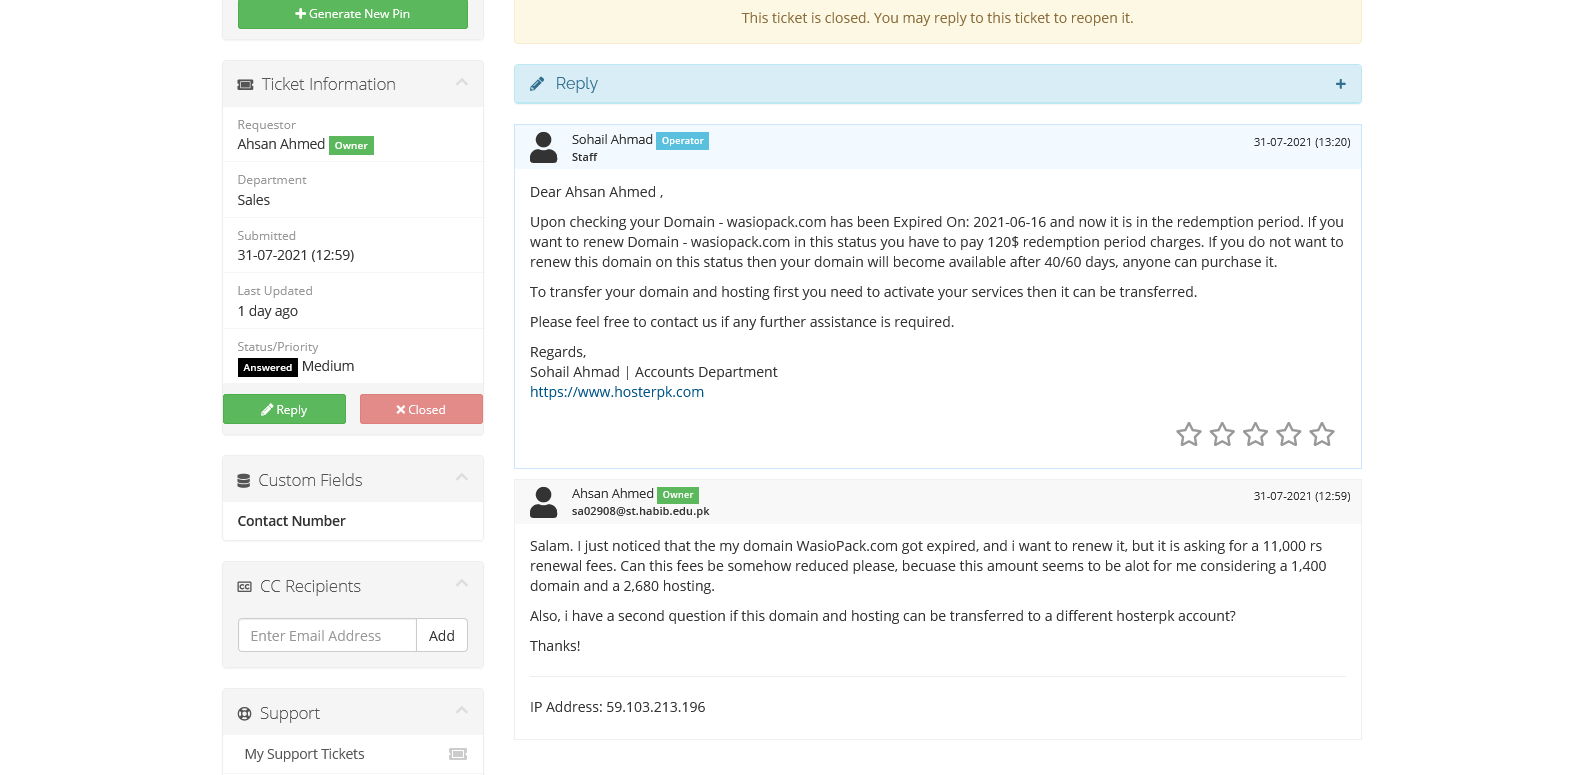 Generate New Pin
This ticket is closed. You may reply to this ticket to reopen it.
Ticket Information
Requestor
Ahsan Ahmed Owner
Department
Sales
Submitted
31-07-2021 (12:59)
Last Updated
1 day ago
Status/Priority
Answered Medium
Reply
Closed
Custom Fields
Contact Number
CC Recipients
Enter Email Address
Add
Support
My Support Tickets
Reply
Sohail Ahmad Operator
Staff
31-07-2021 (13:20)
Dear Ahsan Ahmed ,
Upon checking your Domain - wasiopack.com has been Expired On: 2021-06-16 and now it is in the redemption period. If you
want to renew Domain - wasiopack.com in this status you have to pay 120$ redemption period charges. If you do not want to
renew this domain on this status then your domain will become available after 40/60 days, anyone can purchase it.
To transfer your domain and hosting first you need to activate your services then it can be transferred.
Please feel free to contact us if any further assistance is required.
Regards,
Sohail Ahmad | Accounts Department
https://www.hosterpk.com
Ahsan Ahmed Owner
sa02908@st.habib.edu.pk
31-07-2021 (12:59)
Salam. I just noticed that the my domain WasioPack.com got expired, and i want to renew it, but it is asking for a 11,000 rs
renewal fees. Can this fees be somehow reduced please, becuase this amount seems to be alot for me considering a 1,400
domain and a 2,680 hosting.
Also, i have a second question if this domain and hosting can be transferred to a different hosterpk account?
Thanks!
IP Address: 59.103.213.196